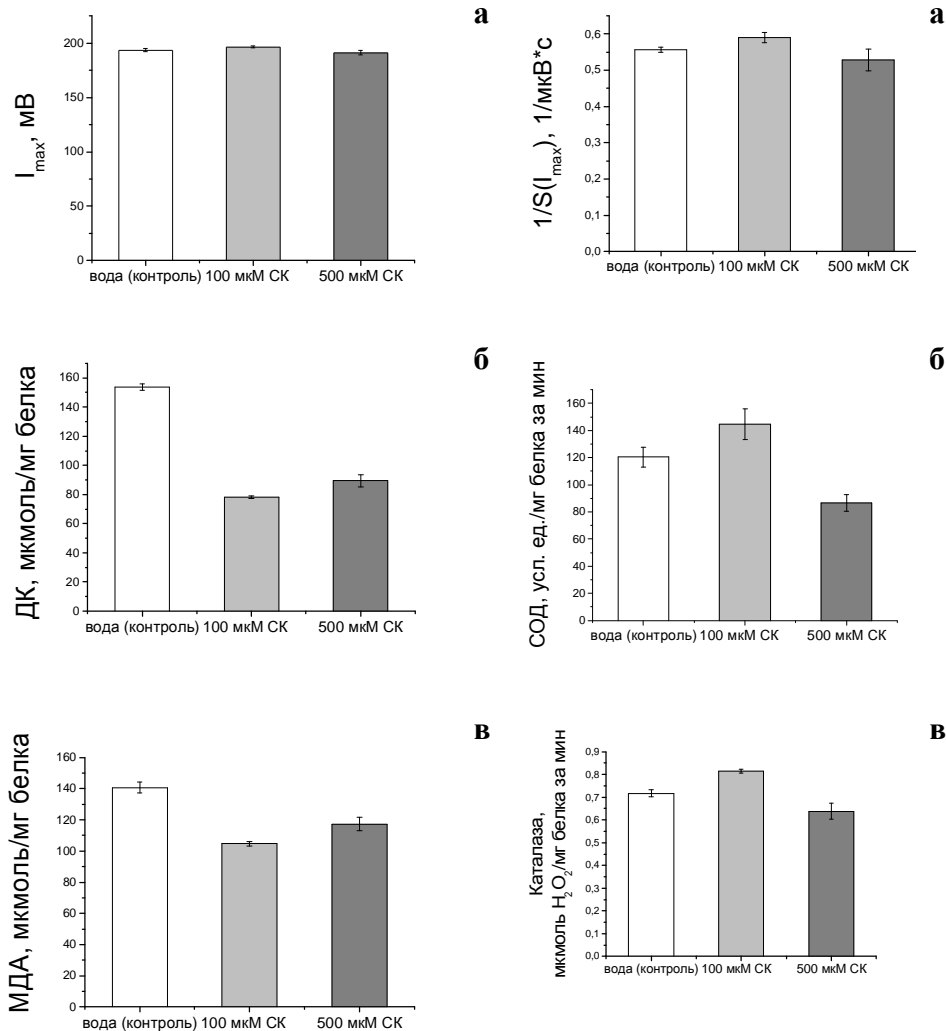 а
I max, мВ
200
150
100
50
0
вода (контроль) 100 мкМ СК 500 мкМ СК
а
1/S(I max), 1/мкВ*с
0,6
0,5
0,4
0,3
0,2
0,1
0,0
вода (контроль) 100 мкМ СК 500 мкМ СК
б
ДК, мкмоль/мг белка
160
140
120
100
80
60
40
20
0
вода (контроль) 100 мкМ СК 500 мкМ СК
б
СОД, усл. ед./мг белка за мин
160
140
120
100
80
60
40
20
0
вода (контроль) 100 мкМ СК 500 мкМ СК
в
МДА, мкмоль/мг белка
160
140
120
100
80
60
40
20
0
вода (контроль) 100 мкМ СК 500 мкМ СК
в
Каталаза,
мкмоль H2O2/мг белка за мин
0,9
0,8
0,7
0,6
0,5
0,4
0,3
0,2
0,1
0,0
вода (контроль) 100 мкМ СК 500 мкМ СК